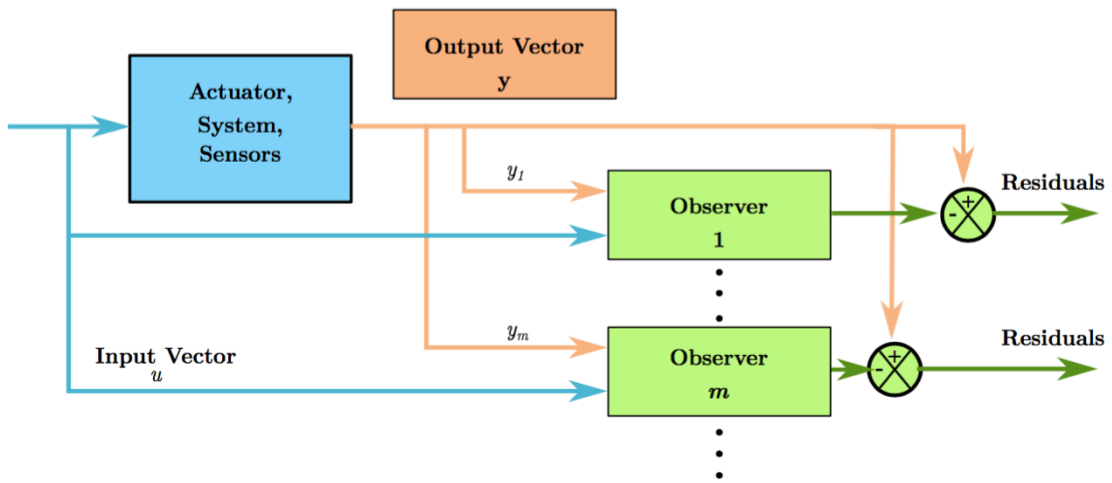 Output Vector
y
Actuator,
System,
Sensors
y1
Residuals
+
-
Observer
1
ym
Residuals
+
-
Input Vector
u
Observer
m